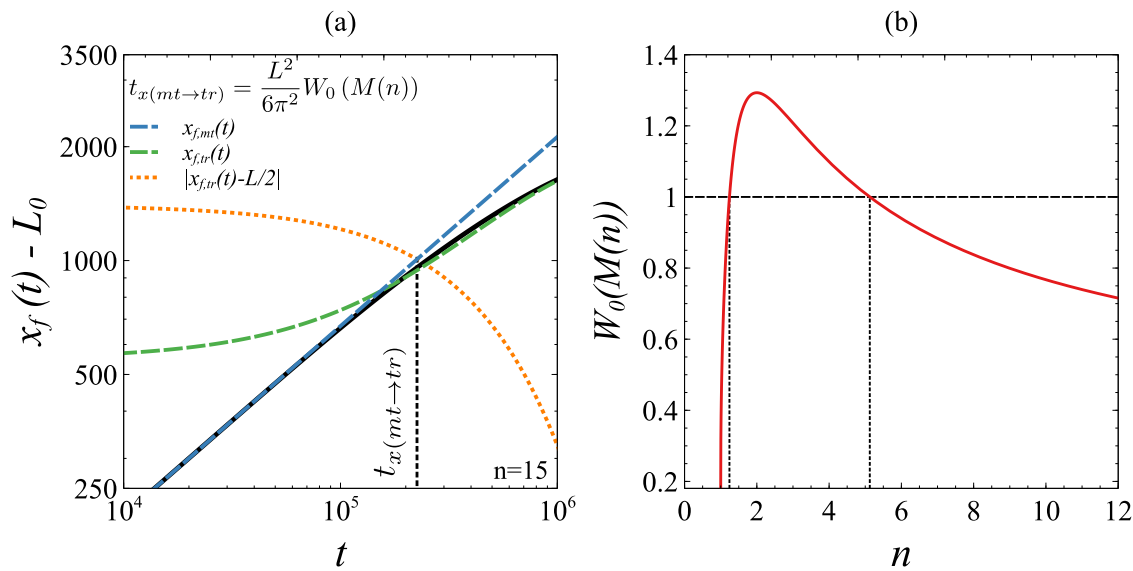 (a)
3500
2000
1000
500
250
x_f(t) - L_0
t_{x(mt→tr)} = \frac{L^2}{6π^2} W_0 (M(n))
x_{f,mt}(t)
x_{f,tr}(t)
|x_{f,tr}(t)-L/2|
t_{x(mt→tr)}
n=15
10^4
10^5
10^6
t
(b)
1.4
1.2
1
0.8
0.6
0.4
0.2
W_0(M(n))
0
2
4
6
8
10
12
n